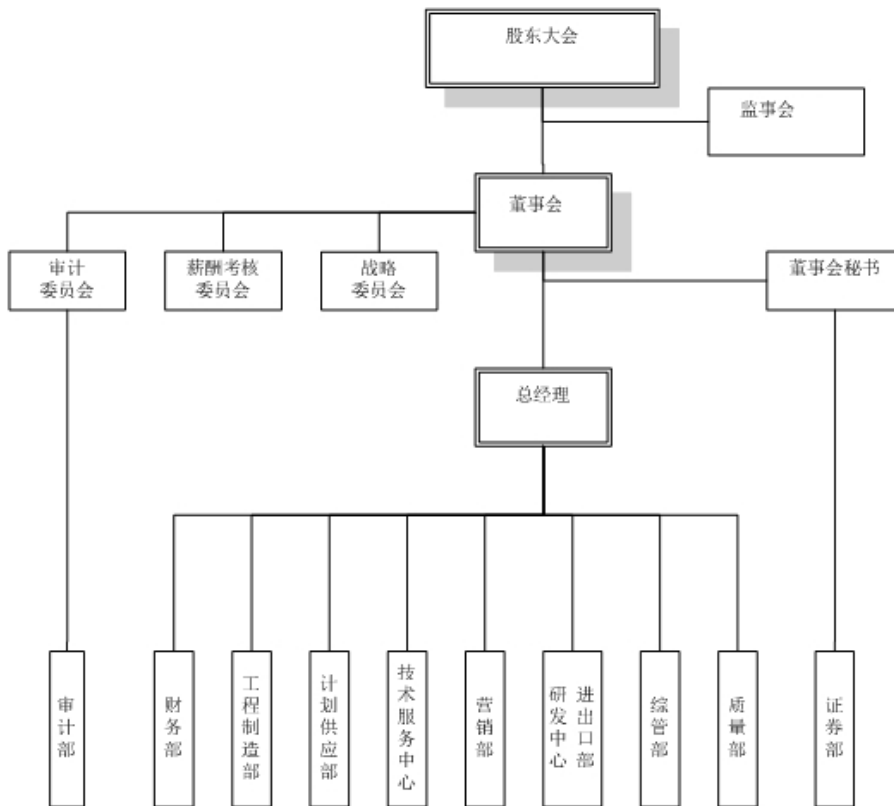 股东大会
监事会
董事会
审计
委员会
薪酬考核
委员会
战略
委员会
董事会秘书
总经理
审计部
财务部
工程制造部
计划供应部
技术服务中心
营销部
研发中心
进出口部
综管部
质量部
证券部